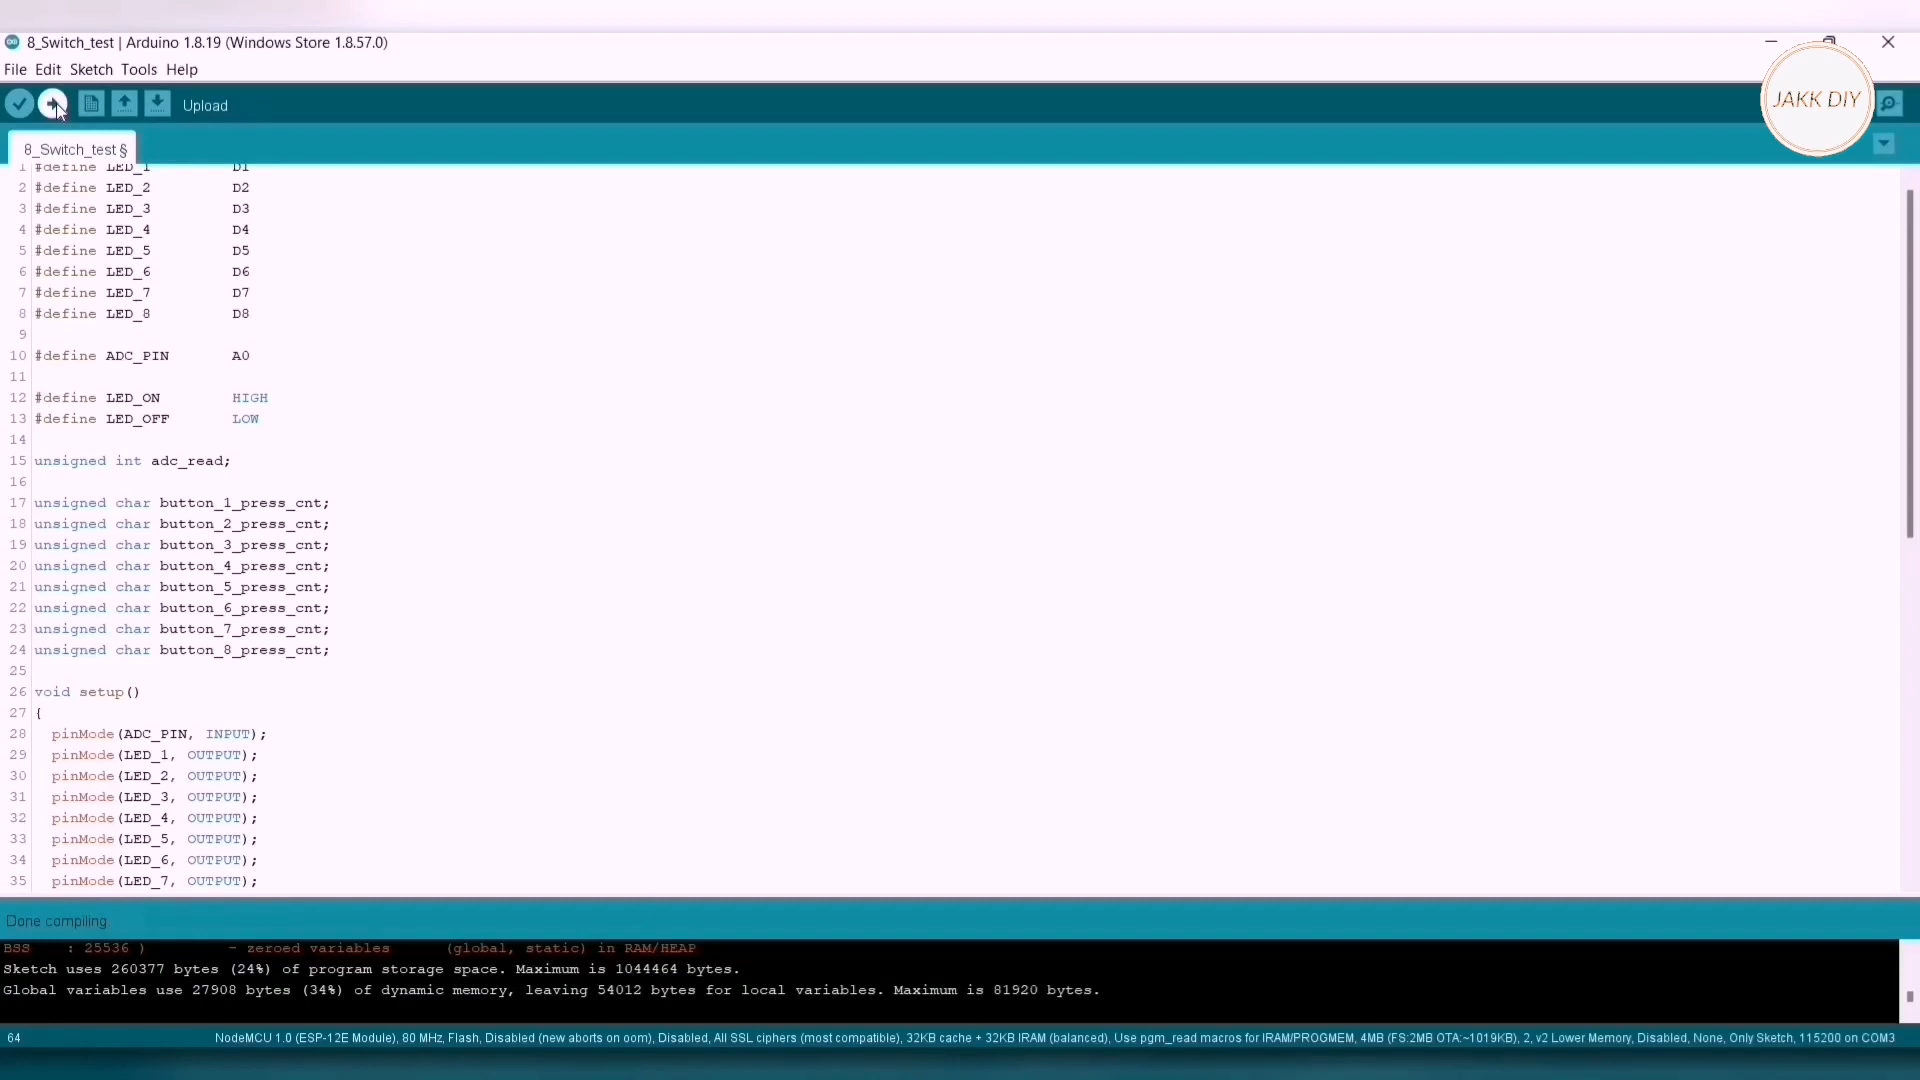 8_Switch_test | Arduino 1.8.19 (Windows Store 1.8.57.0)
File Edit Sketch Tools Help
Upload
JAKK DIY
8_Switch_test §
1 #define LED_1 D1
2 #define LED_2 D2
3 #define LED_3 D3
4 #define LED_4 D4
5 #define LED_5 D5
6 #define LED_6 D6
7 #define LED_7 D7
8 #define LED_8 D8
9
10 #define ADC_PIN A0
11
12 #define LED_ON HIGH
13 #define LED_OFF LOW
14
15 unsigned int adc_read;
16
17 unsigned char button_1_press_cnt;
18 unsigned char button_2_press_cnt;
19 unsigned char button_3_press_cnt;
20 unsigned char button_4_press_cnt;
21 unsigned char button_5_press_cnt;
22 unsigned char button_6_press_cnt;
23 unsigned char button_7_press_cnt;
24 unsigned char button_8_press_cnt;
25
26 void setup()
27 {
28 pinMode(ADC_PIN, INPUT);
29 pinMode(LED_1, OUTPUT);
30 pinMode(LED_2, OUTPUT);
31 pinMode(LED_3, OUTPUT);
32 pinMode(LED_4, OUTPUT);
33 pinMode(LED_5, OUTPUT);
34 pinMode(LED_6, OUTPUT);
35 pinMode(LED_7, OUTPUT);
Done compiling.
BSS : 25536 ) - zeroed variables (global, static) in RAM/HEAP
Sketch uses 260377 bytes (24%) of program storage space. Maximum is 1044464 bytes.
Global variables use 27908 bytes (34%) of dynamic memory, leaving 54012 bytes for local variables. Maximum is 81920 bytes.
64 NodeMCU 1.0 (ESP-12E Module), 80 MHz, Flash, Disabled (new aborts on oom), Disabled, All SSL ciphers (most compatible), 32KB cache + 32KB IRAM (balanced), Use pgm_read macros for IRAM/PROGMEM, 4MB (FS:2MB OTA:~1019KB), 2, v2 Lower Memory, Disabled, None, Only Sketch, 115200 on COM3